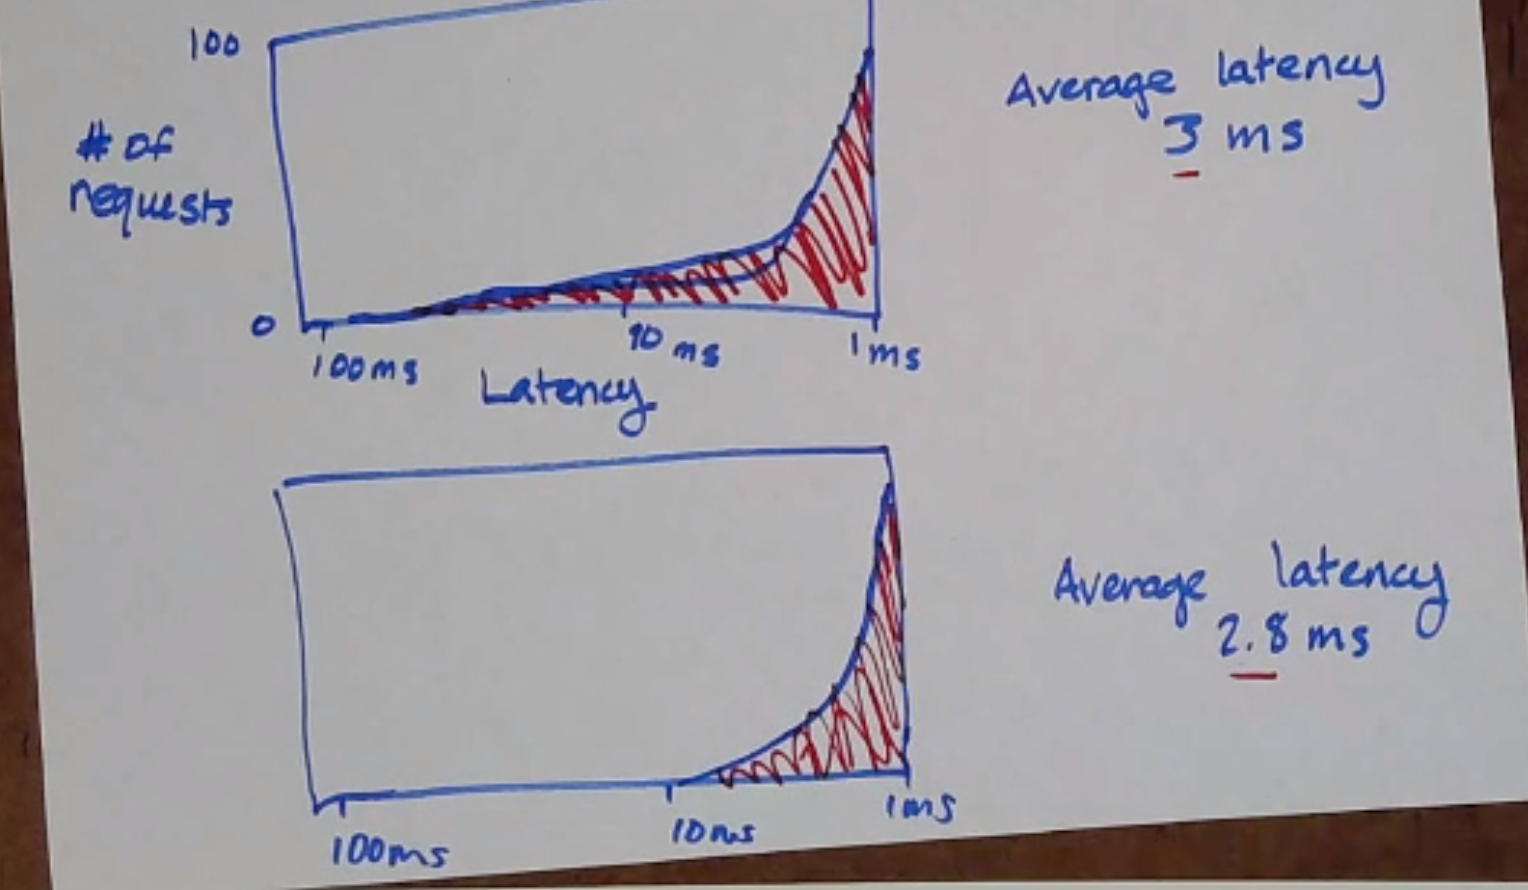 100
# of
requests
0
100ms
10 ms
1ms
Latency
Average latency
3 ms
100ms
10ms
1ms
Average latency
2.8 ms